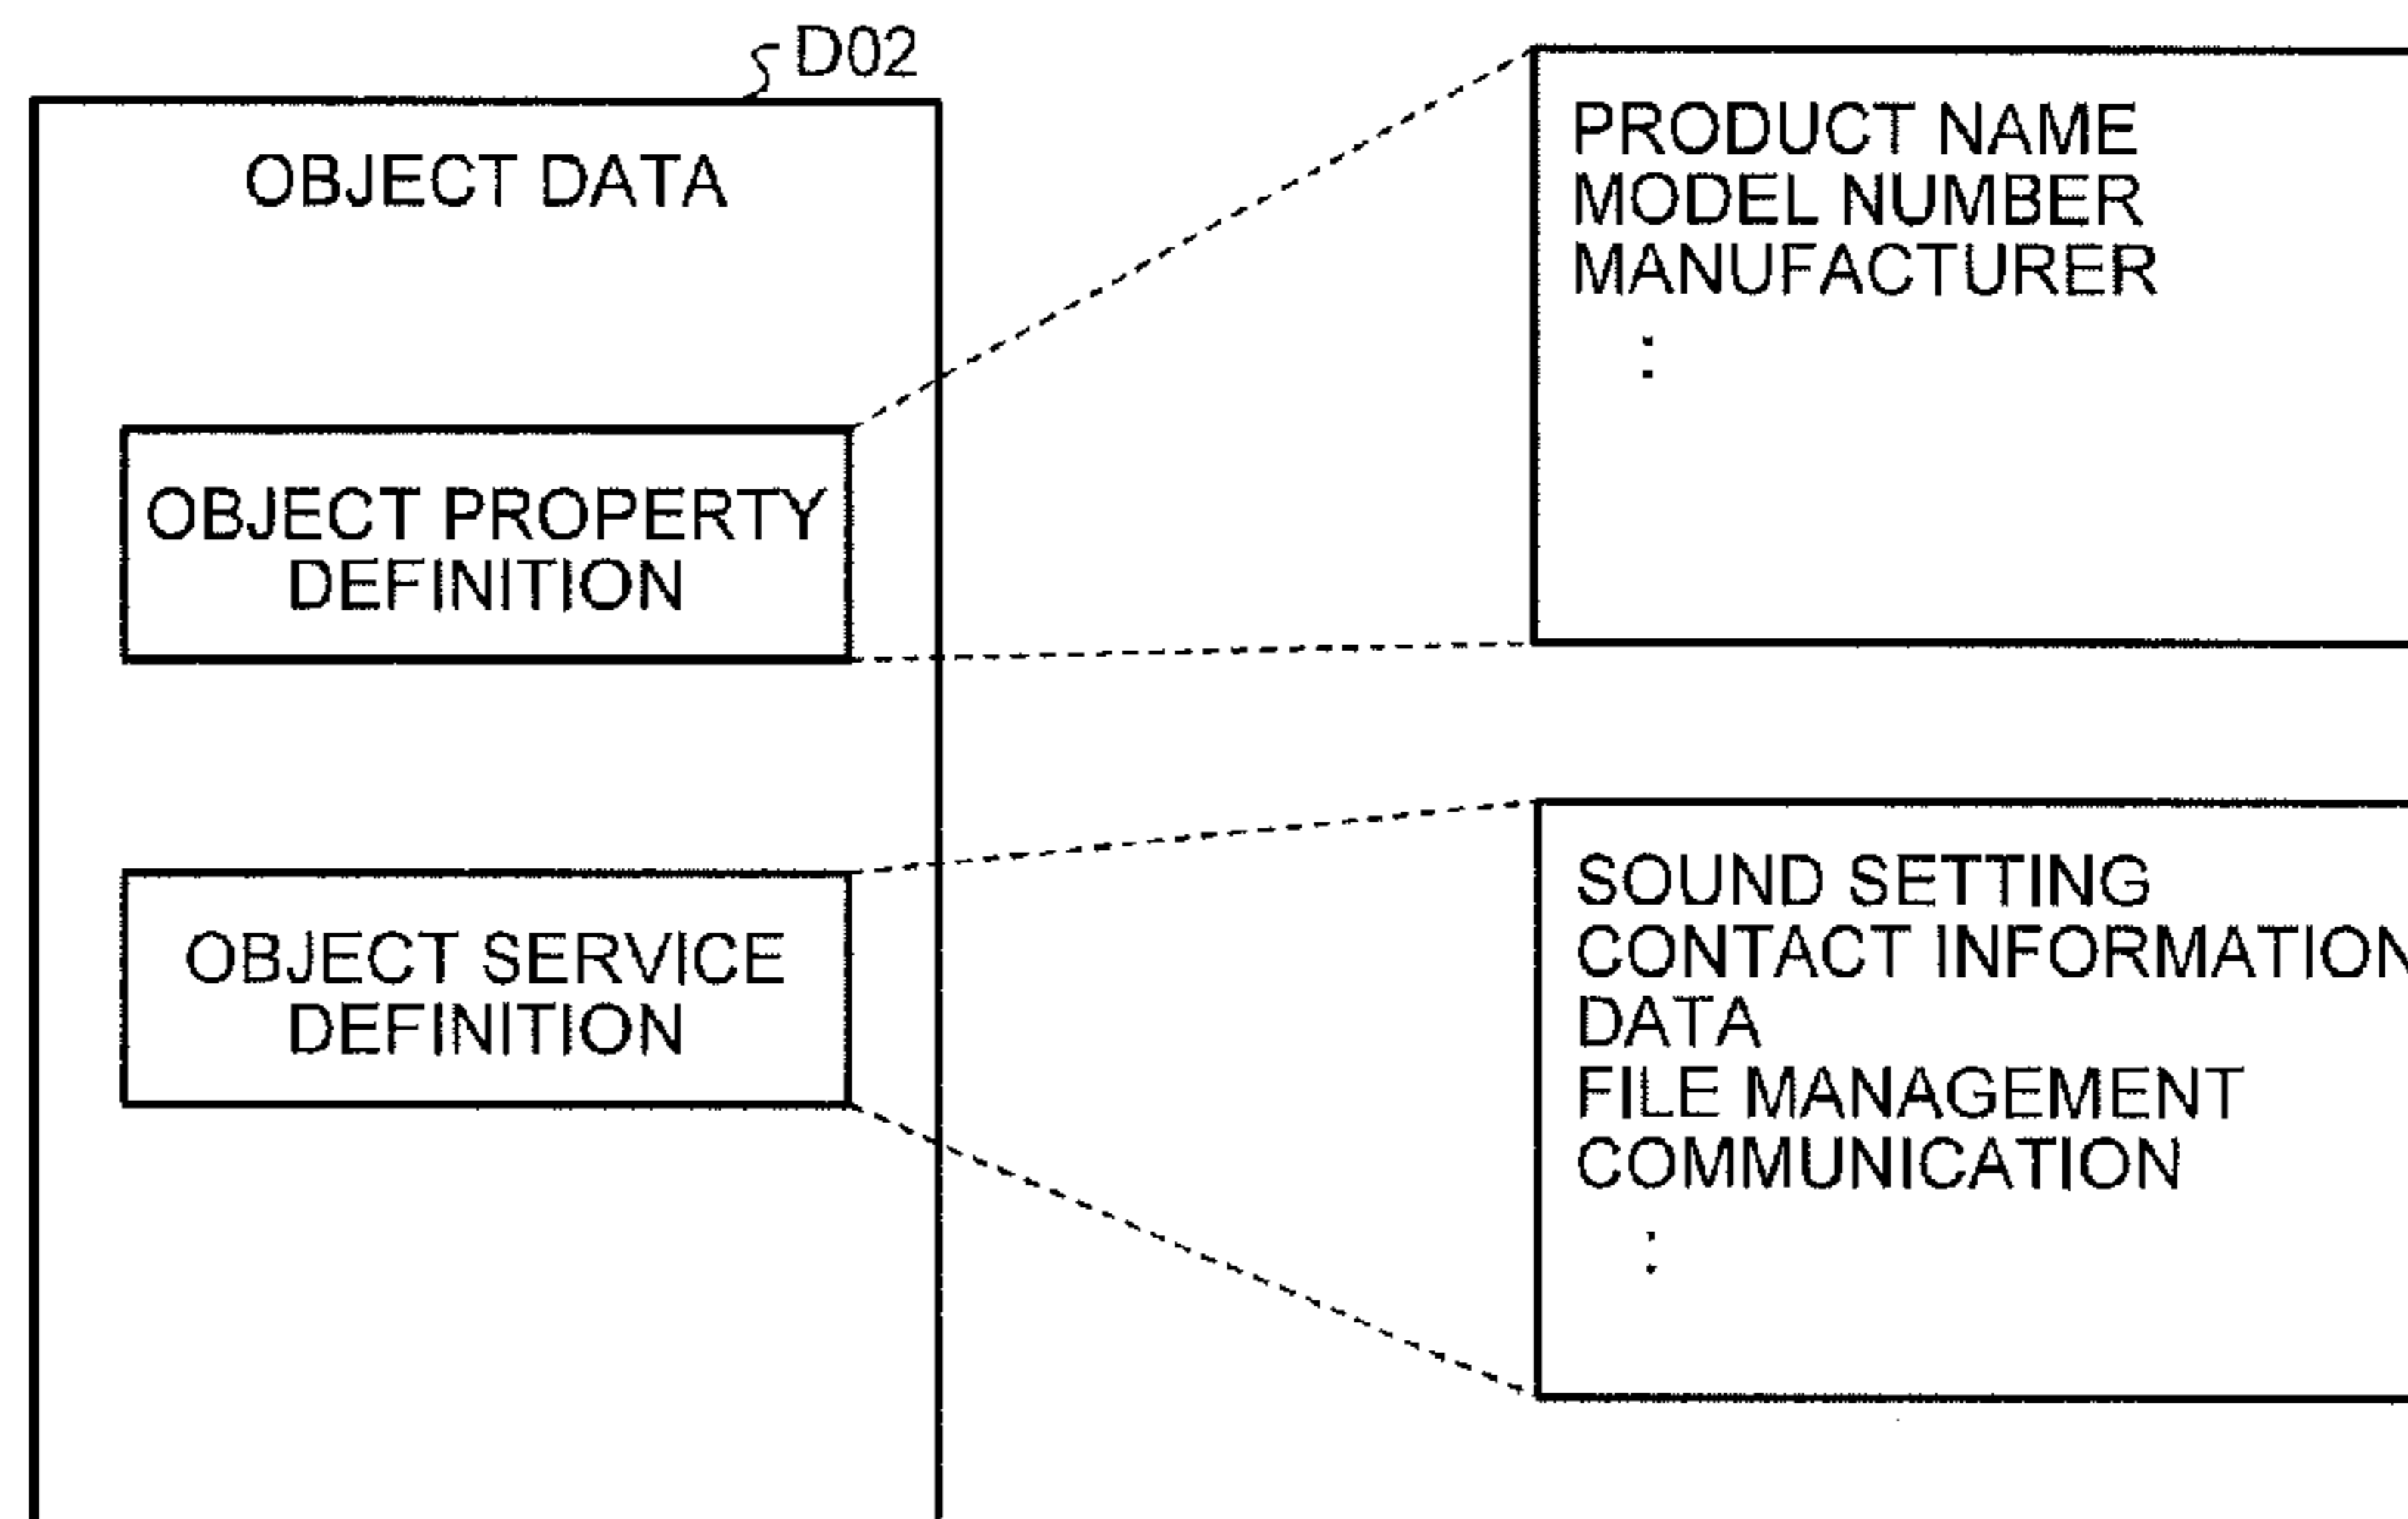 D02
OBJECT DATA
OBJECT PROPERTY
DEFINITION
OBJECT SERVICE
DEFINITION
PRODUCT NAME
MODEL NUMBER
MANUFACTURER
:
SOUND SETTING
CONTACT INFORMATION
DATA
FILE MANAGEMENT
COMMUNICATION
: